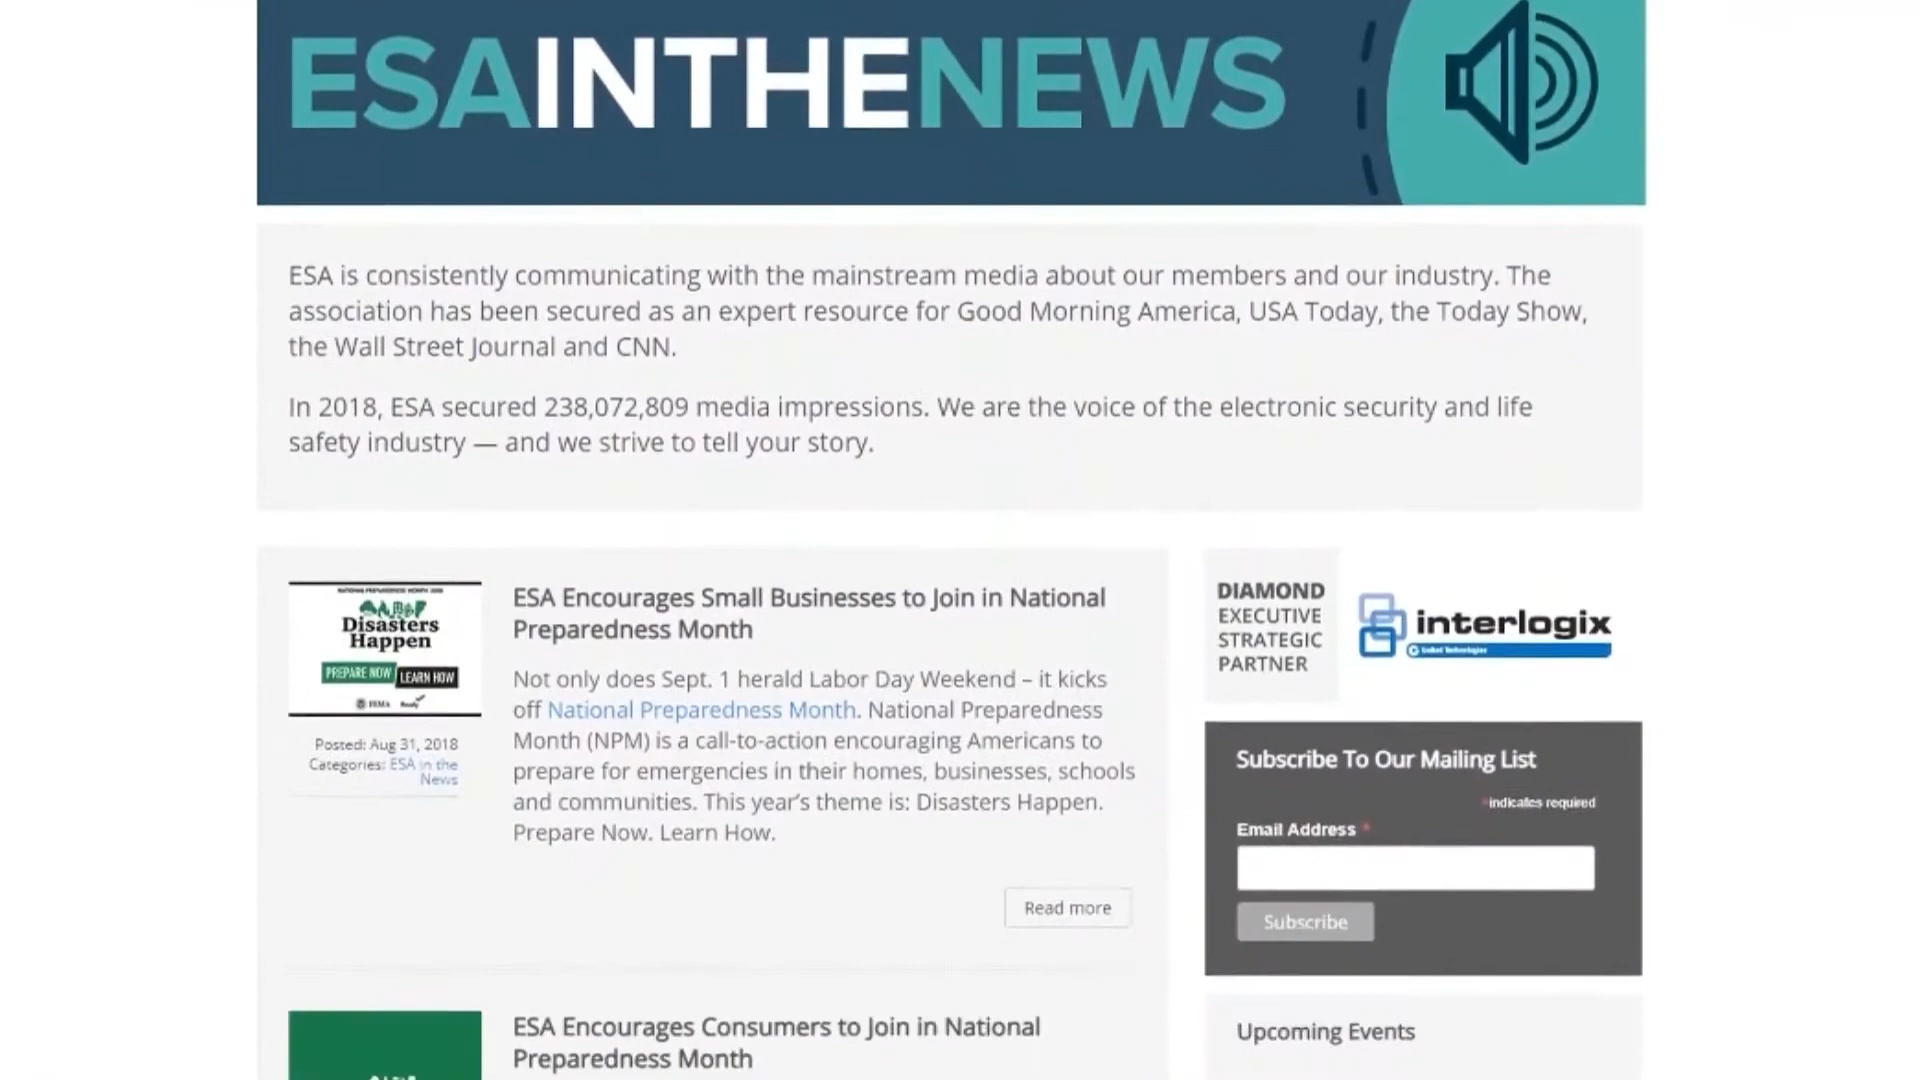 ESAINTHENEWS
ESA is consistently communicating with the mainstream media about our members and our industry. The
association has been secured as an expert resource for Good Morning America, USA Today, the Today Show,
the Wall Street Journal and CNN.
In 2018, ESA secured 238,072,809 media impressions. We are the voice of the electronic security and life
safety industry — and we strive to tell your story.
NATIONAL PREPAREDNESS MONTH 2018
Disasters
Happen
PREPARE NOW LEARN HOW
FEMA Ready
Posted: Aug 31, 2018
Categories: ESA in the
News
ESA Encourages Small Businesses to Join in National
Preparedness Month
Not only does Sept. 1 herald Labor Day Weekend – it kicks
off National Preparedness Month. National Preparedness
Month (NPM) is a call-to-action encouraging Americans to
prepare for emergencies in their homes, businesses, schools
and communities. This year’s theme is: Disasters Happen.
Prepare Now. Learn How.
Read more
ESA Encourages Consumers to Join in National
Preparedness Month
DIAMOND
EXECUTIVE
STRATEGIC
PARTNER
interlogix
United Technologies
Subscribe To Our Mailing List
*indicates required
Email Address *
Subscribe
Upcoming Events